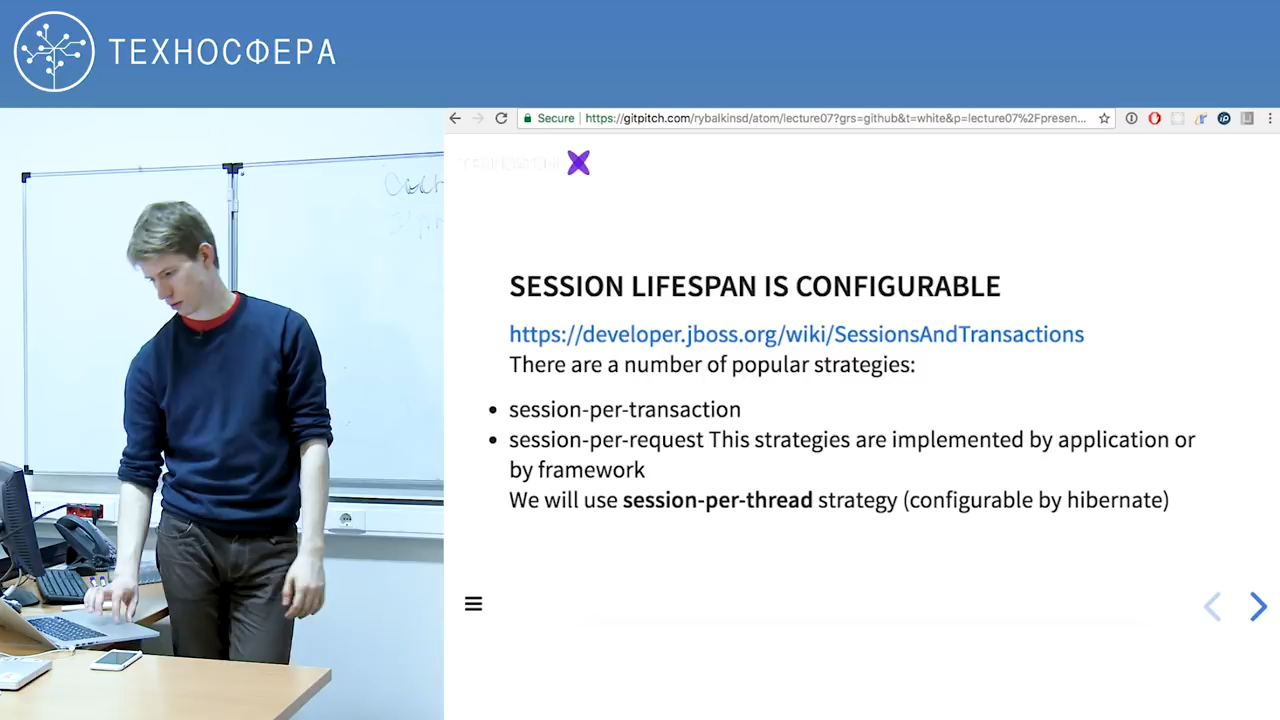 ТЕХНОСФЕРА
Secure | https://gitpitch.com/rybalkinsd/atom/lecture07?grs=github&t=white&p=lecture07%2Fpresen...
SESSION LIFESPAN IS CONFIGURABLE
https://developer.jboss.org/wiki/SessionsAndTransactions
There are a number of popular strategies:
• session-per-transaction
• session-per-request This strategies are implemented by application or
by framework
We will use session-per-thread strategy (configurable by hibernate)